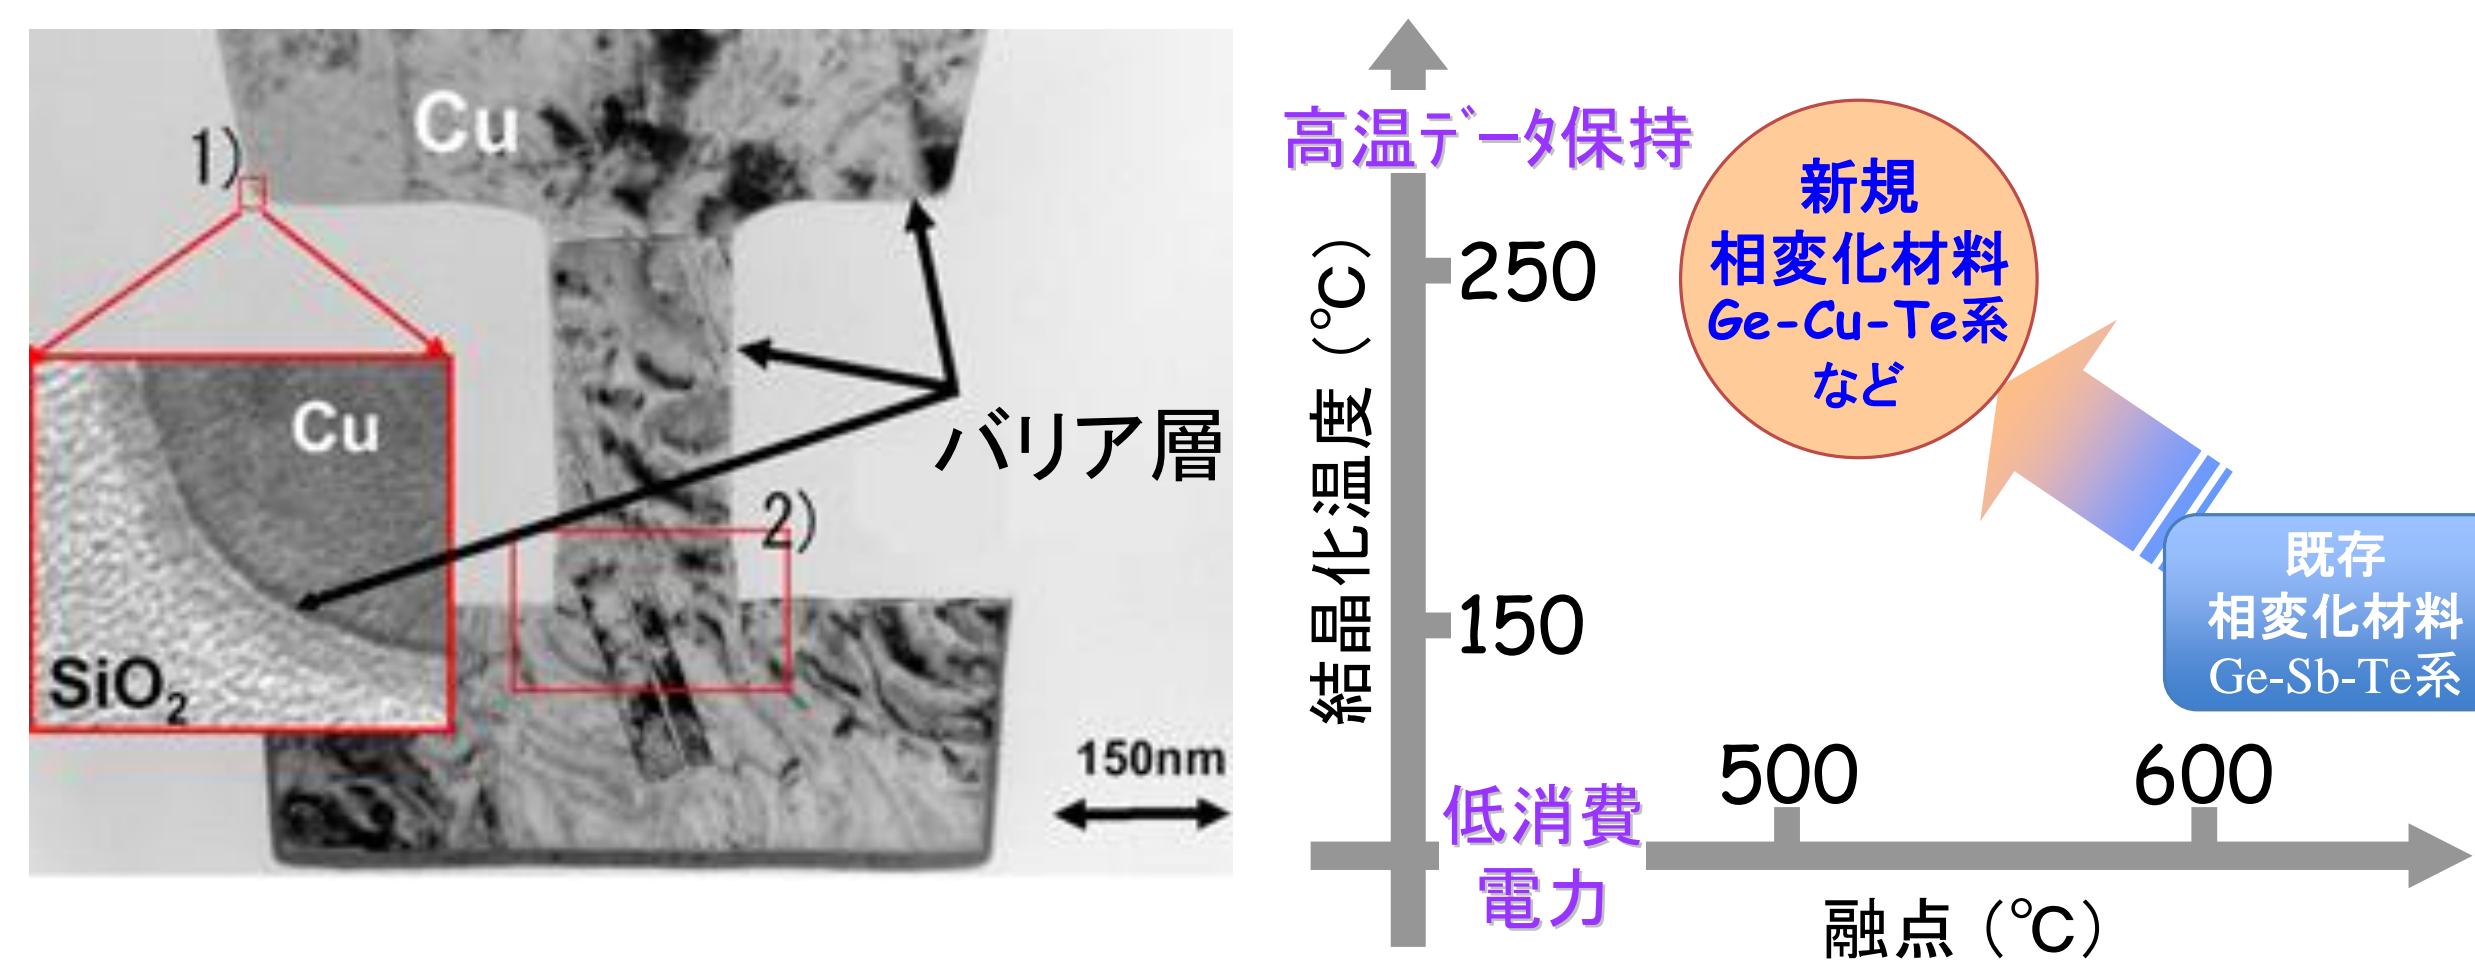 1)
Cu
Cu
SiO₂
バリア層
2)
150nm
高温データ保持
結晶化温度（℃）
250
150
新規
相変化材料
Ge-Cu-Te系
など
既存
相変化材料
Ge-Sb-Te系
500
600
低消費
電力
融点（℃）